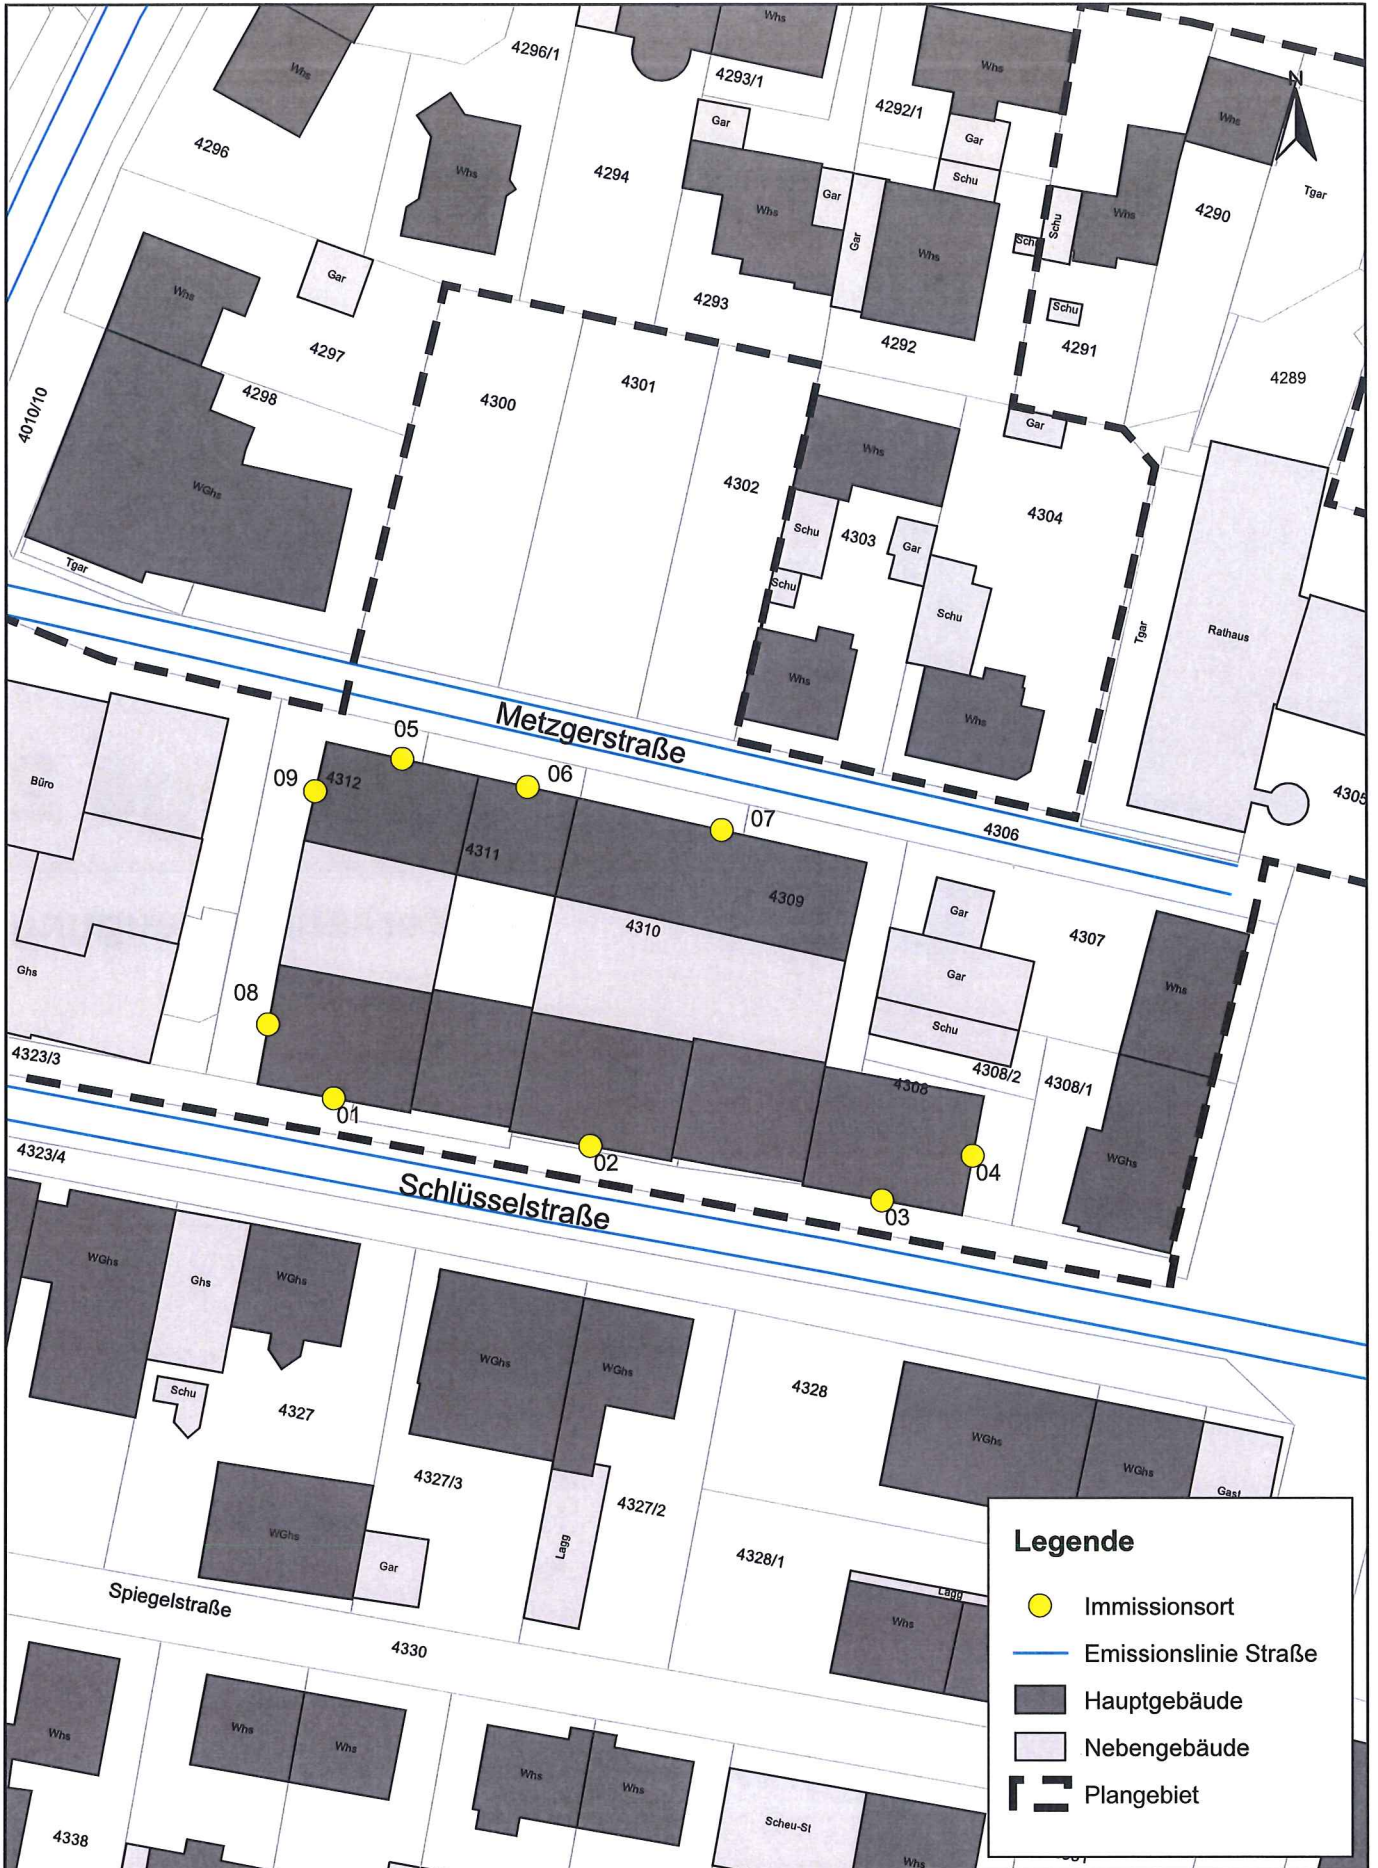 Whs
4296/1
Whs
4293/1
Whs
4292/1
N
Whs
Gar
Gar
Schu
Whs
4296
Whs
4294
Gar
Whs
Gar
Whs
Schu
Schu
Whs
4290
Tgar
Whs
Gar
4293
4292
Schu
4291
4289
4297
4298
4010/10
WGhs
Tgar
4300
4301
4302
Whs
Schu
4303
Schu
Gar
Gar
4304
Schu
Whs
Whs
Tgar
Rathaus
4305
Metzgerstraße
4306
Büro
Ghs
4323/3
05
09
4312
06
07
4311
4309
4310
Gar
4307
Gar
Schu
Whs
08
4308
4308/2
4308/1
WGhs
01
02
03
04
Schlüsselstraße
4323/4
WGhs
Ghs
WGhs
Schu
4327
WGhs
WGhs
4328
WGhs
WGhs
Gast
4327/3
4327/2
WGhs
Gar
Lagg
4328/1
Lagg
Whs
Spiegelstraße
4330
Whs
Whs
Whs
Whs
Whs
Scheu-St
Whs
4338
Legende
Immissionsort
Emissionslinie Straße
Hauptgebäude
Nebengebäude
Plangebiet